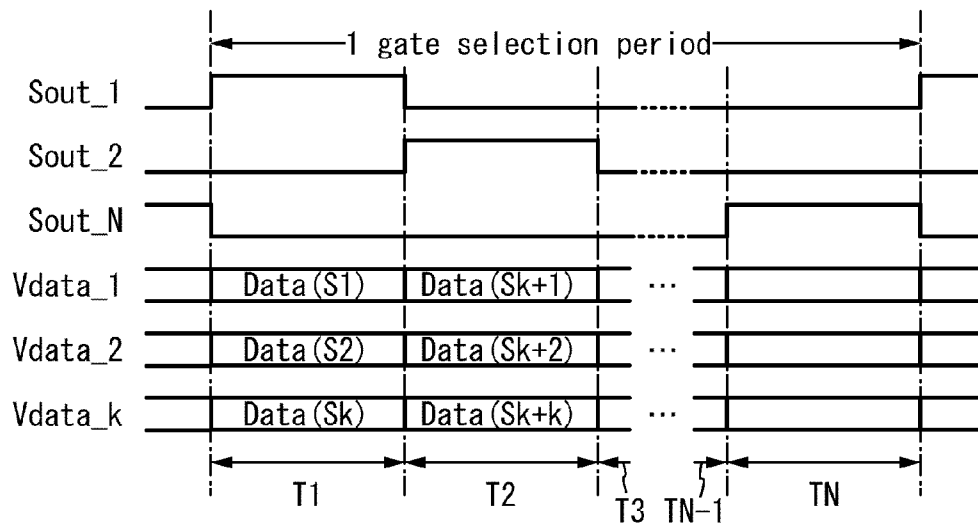 1 gate selection period
Sout_1
Sout_2
Sout_N
Vdata_1 Data(S1) Data(Sk+1) ...
Vdata_2 Data(S2) Data(Sk+2) ...
Vdata_k Data(Sk) Data(Sk+k) ...
T1 T2 T3 TN-1 TN